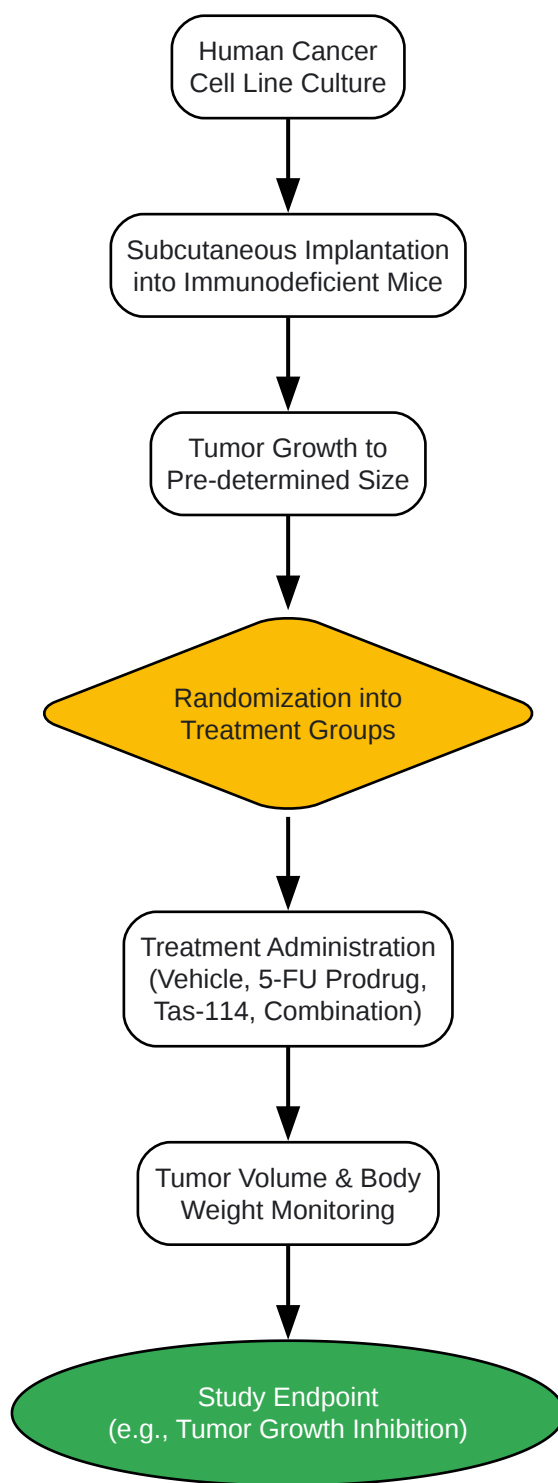 Human Cancer
Cell Line Culture
Subcutaneous Implantation
into Immunodeficient Mice
Tumor Growth to
Pre-determined Size
Randomization into
Treatment Groups
Treatment Administration
(Vehicle, 5-FU Prodrug,
Tas-114, Combination)
Tumor Volume & Body
Weight Monitoring
Study Endpoint
(e.g., Tumor Growth Inhibition)